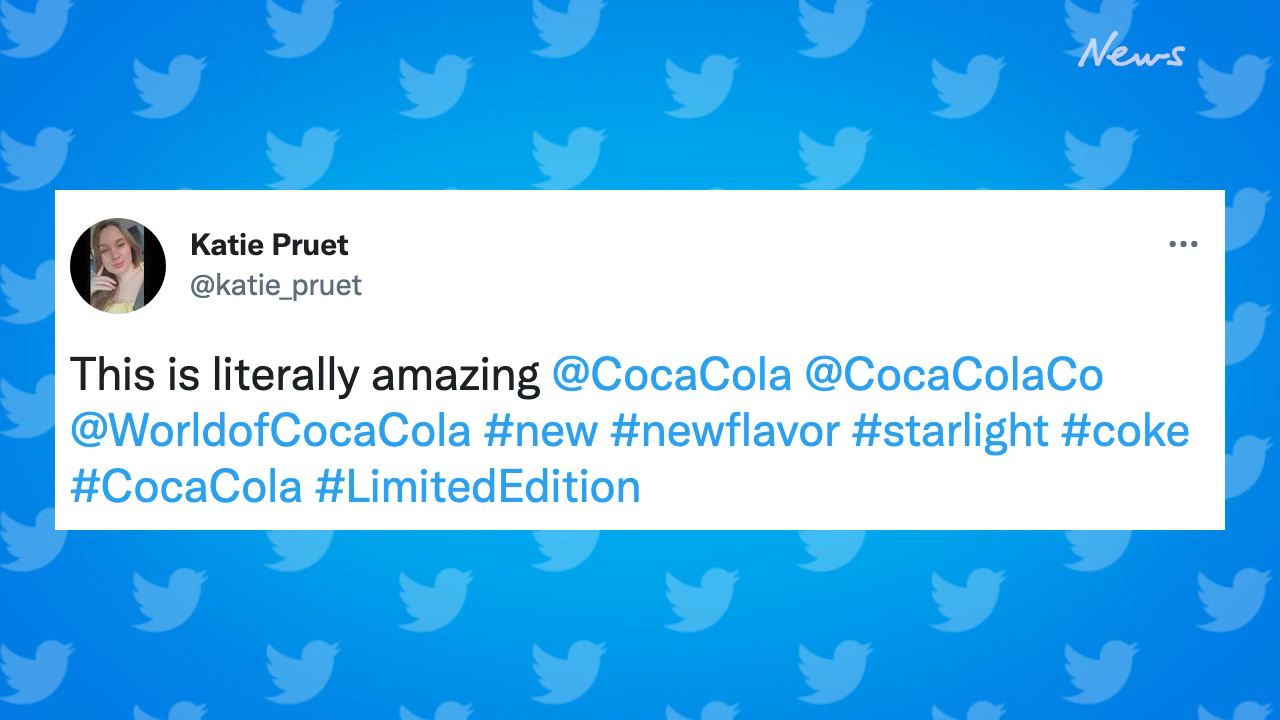 News
Katie Pruet
@katie_pruet
This is literally amazing @CocaCola @CocaColaCo
@WorldofCocaCola #new #newflavor #starlight #coke
#CocaCola #LimitedEdition